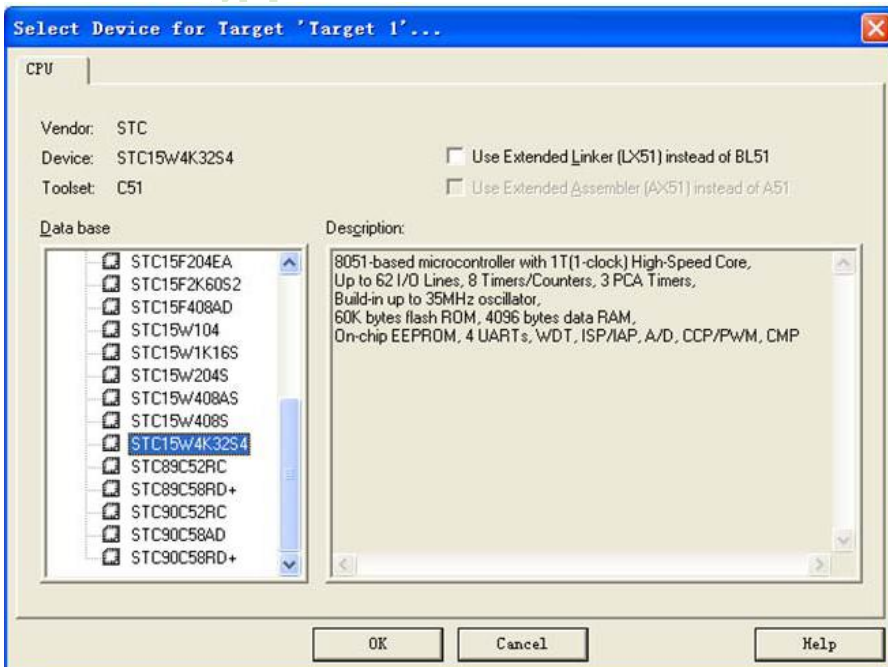 Select Device for Target 'Target 1'...
CPU
Vendor: STC
Device: STC15W4K32S4
Toolset: C51
Use Extended Linker (LX51) instead of BL51
Use Extended Assembler (AX51) instead of A51
Data base
STC15F204EA
STC15F2K60S2
STC15F408AD
STC15W104
STC15W1K16S
STC15W204S
STC15W408AS
STC15W408S
STC15W4K32S4
STC89C52RC
STC89C58RD+
STC90C52RC
STC90C58AD
STC90C58RD+
Description:
8051-based microcontroller with 1T(1-clock) High-Speed Core,
Up to 62 I/O Lines, 8 Timers/Counters, 3 PCA Timers,
Build-in up to 35MHz oscillator,
60K bytes flash ROM, 4096 bytes data RAM,
On-chip EEPROM, 4 UARTs, WDT, ISP/IAP, A/D, CCP/PWM, CMP
OK
Cancel
Help